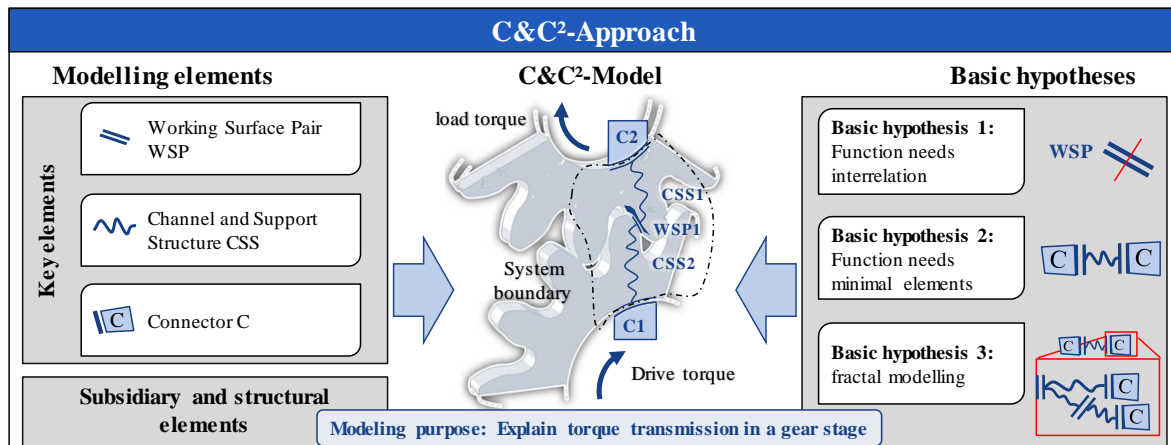 C&C²-Approach
Modelling elements
Key elements
Working Surface Pair
WSP
Channel and Support
Structure CSS
C
Connector C
Subsidiary and structural
elements
C&C²-Model
load torque
C2
CSS1
WSP1
CSS2
System
boundary
C1
Drive torque
Modeling purpose: Explain torque transmission in a gear stage
Basic hypotheses
Basic hypothesis 1:
Function needs
interrelation
WSP
Basic hypothesis 2:
Function needs
minimal elements
C C
Basic hypothesis 3:
fractal modelling
C C
C
C